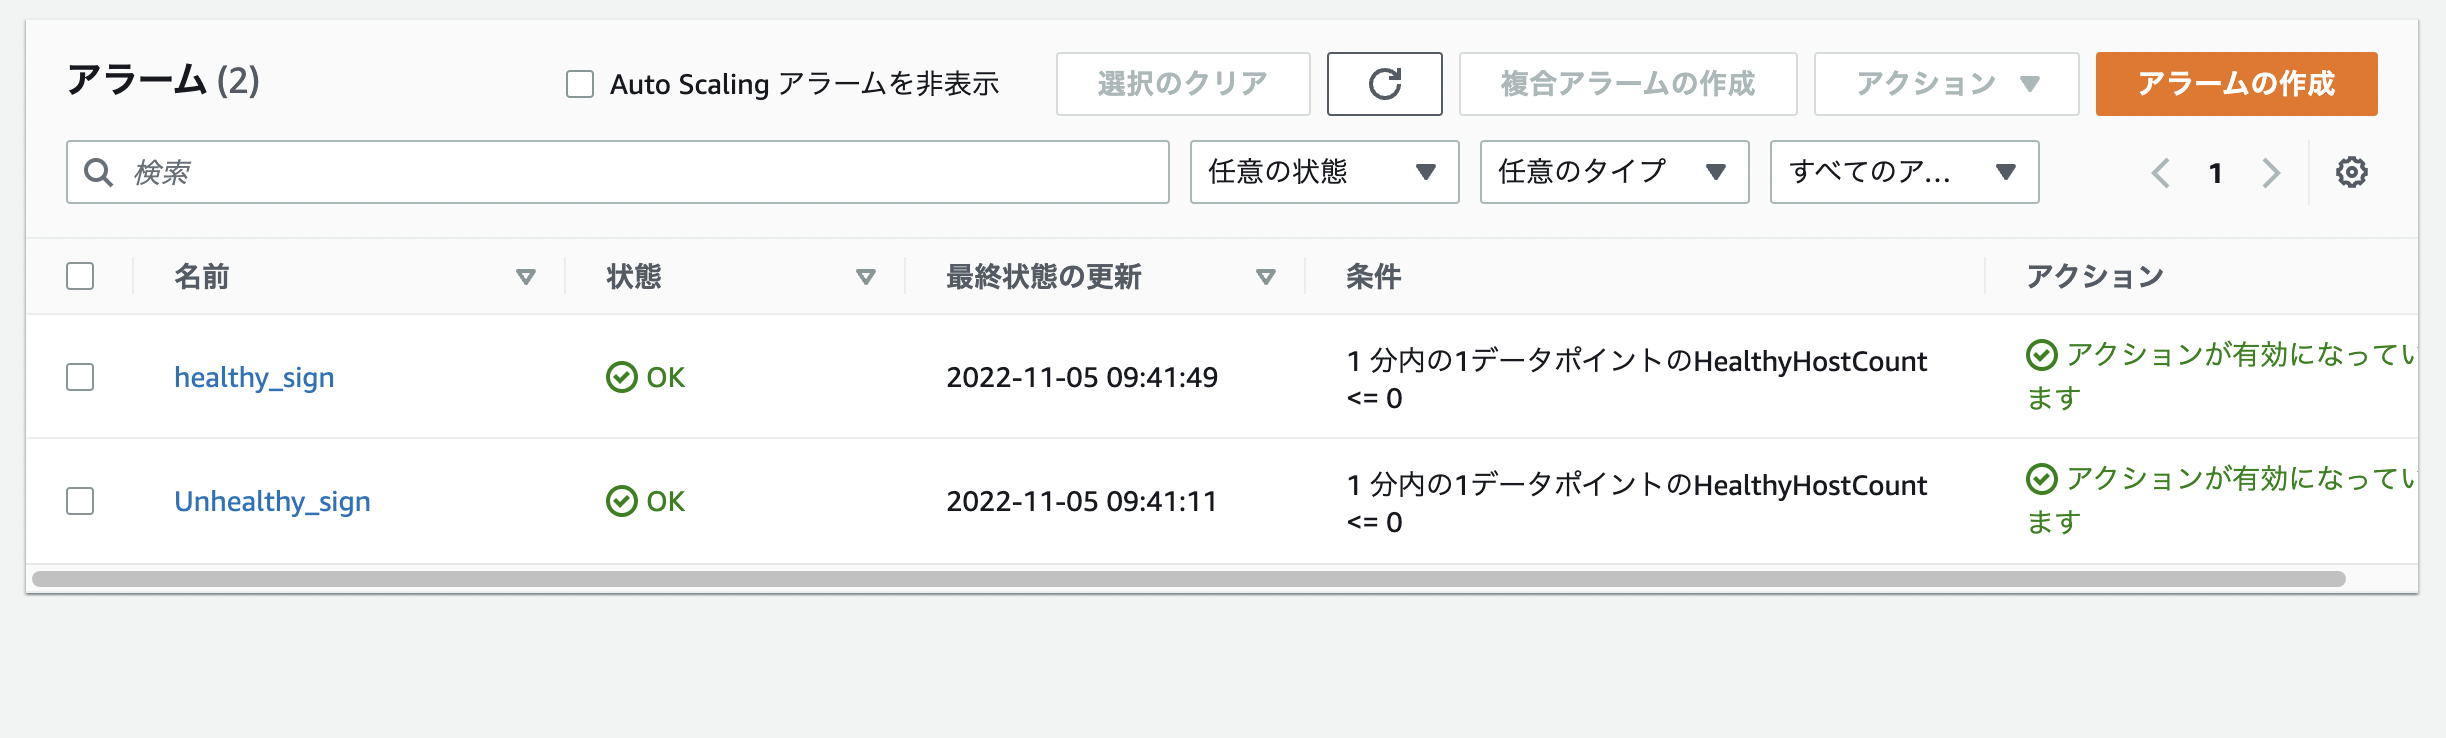 アラーム (2)
Auto Scaling アラームを非表示
選択のクリア
複合アラームの作成
アクション
アラームの作成
検索
任意の状態
任意のタイプ
すべてのア...
1
名前
状態
最終状態の更新
条件
アクション
healthy_sign
OK
2022-11-05 09:41:49
1 分内の1データポイントのHealthyHostCount
<= 0
アクションが有効になってい
ます
Unhealthy_sign
OK
2022-11-05 09:41:11
1 分内の1データポイントのHealthyHostCount
<= 0
アクションが有効になってい
ます